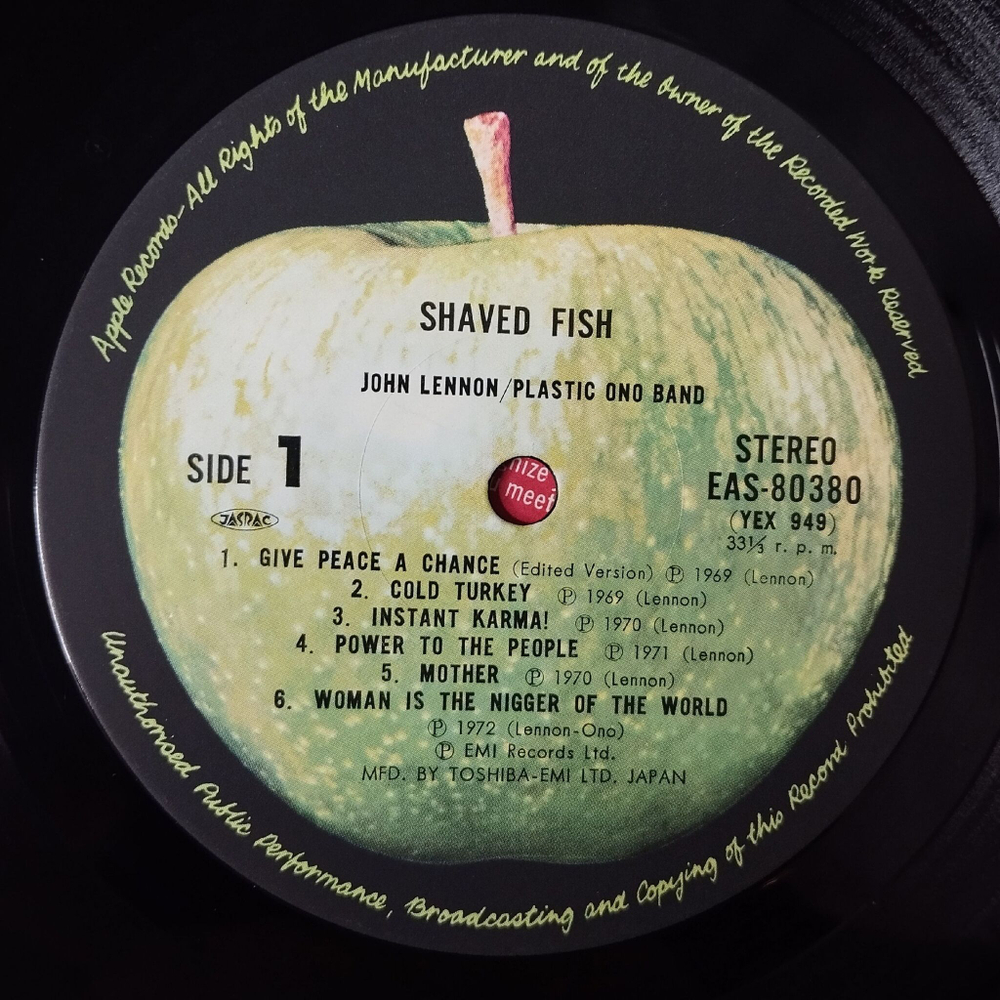 Apple Records-All Rights of the Manufacturer and of the Owner of the Recorded Work Reserved
SHAVED FISH
JOHN LENNON/PLASTIC ONO BAND
SIDE 1
STEREO
EAS-80380
(YEX 949)
33⅓ r. p. m.
JASRAC
nize
meet
1. GIVE PEACE A CHANCE (Edited Version) ℗ 1969 (Lennon)
2. COLD TURKEY ℗ 1969 (Lennon)
3. INSTANT KARMA! ℗ 1970 (Lennon)
4. POWER TO THE PEOPLE ℗ 1971 (Lennon)
5. MOTHER ℗ 1970 (Lennon)
6. WOMAN IS THE NIGGER OF THE WORLD
℗ 1972 (Lennon-Ono)
℗ EMI Records Ltd.
MFD. BY TOSHIBA-EMI LTD. JAPAN
Unauthorised Public Performance, Broadcasting and Copying of this Record Prohibited